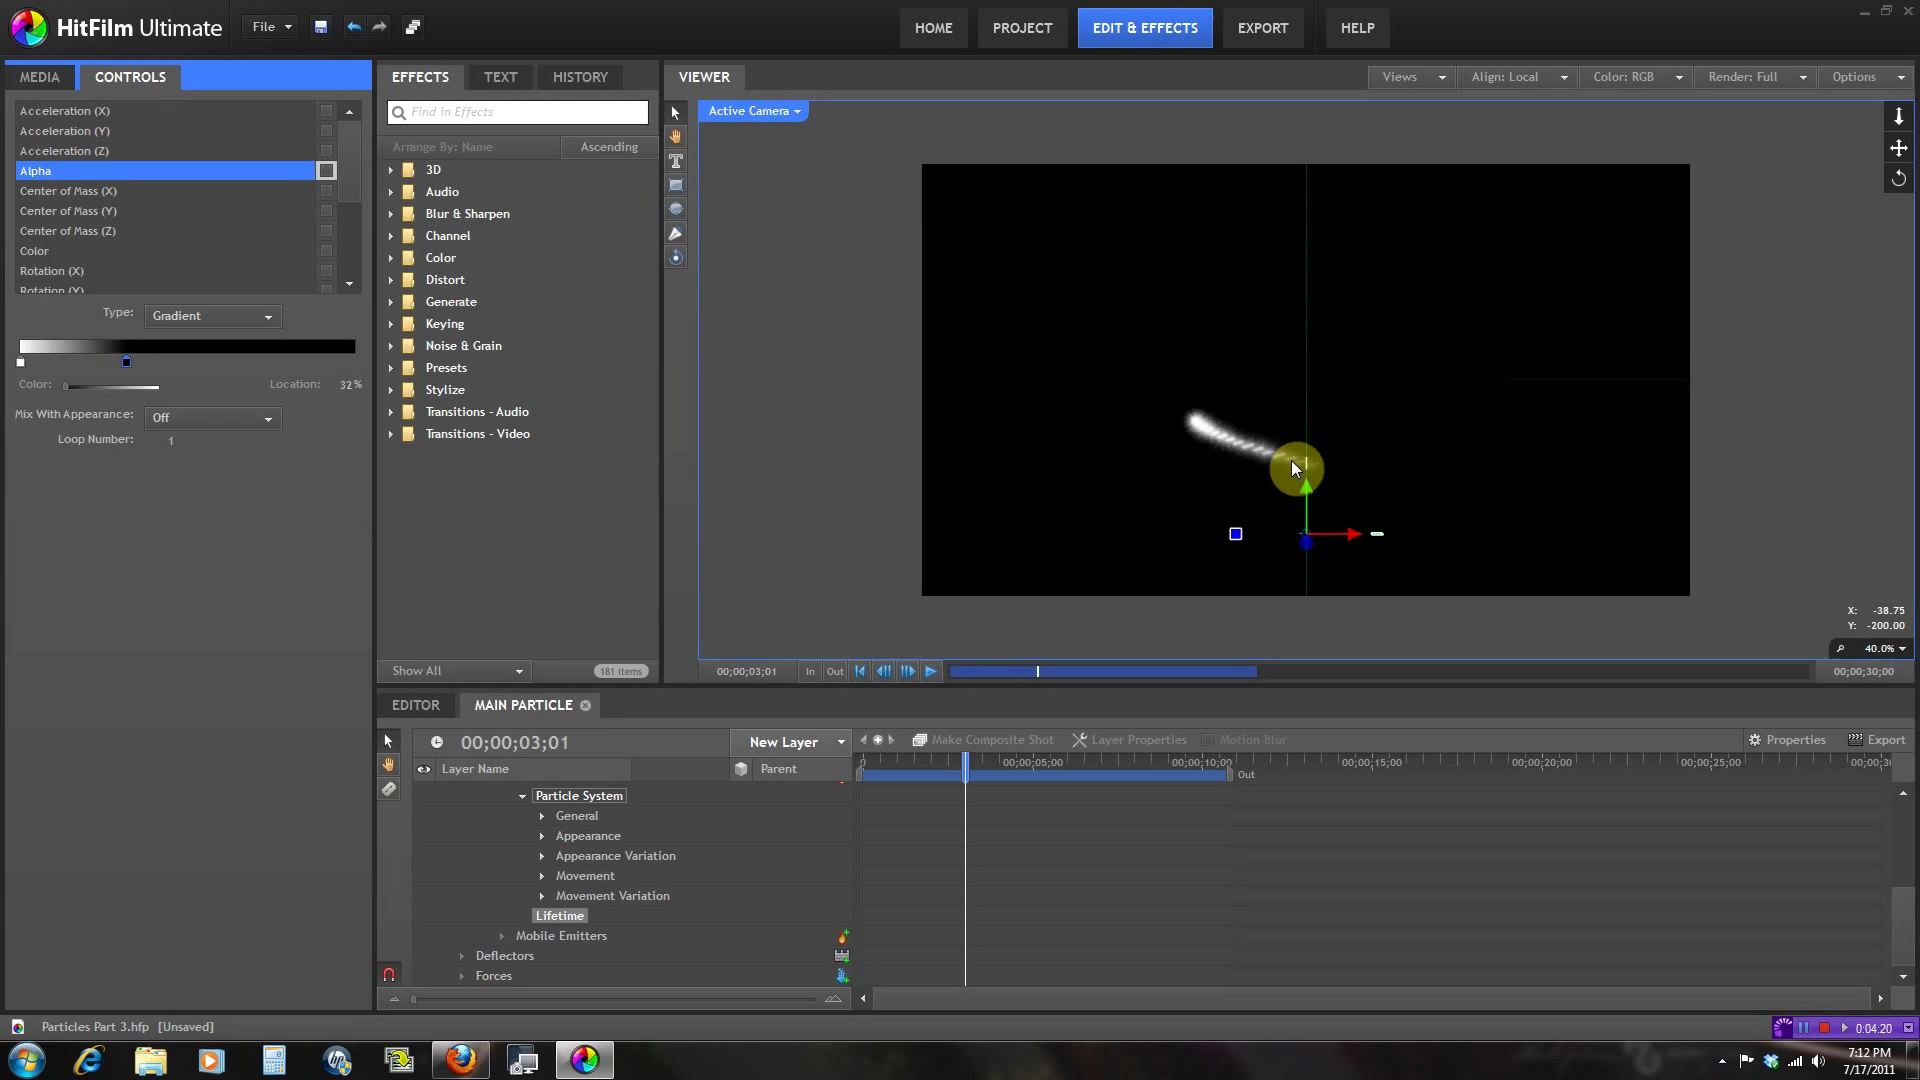 HitFilm Ultimate
File
HOME
PROJECT
EDIT & EFFECTS
EXPORT
HELP
MEDIA
CONTROLS
Acceleration (X)
Acceleration (Y)
Acceleration (Z)
Alpha
Center of Mass (X)
Center of Mass (Y)
Center of Mass (Z)
Color
Rotation (X)
Rotation (Y)
Type:
Gradient
Color:
Location:
32%
Mix With Appearance:
Off
Loop Number:
1
EFFECTS
TEXT
HISTORY
Find in Effects
Arrange By: Name
Ascending
3D
Audio
Blur & Sharpen
Channel
Color
Distort
Generate
Keying
Noise & Grain
Presets
Stylize
Transitions - Audio
Transitions - Video
Show All
181 items
VIEWER
Views
Align: Local
Color: RGB
Render: Full
Options
Active Camera
T
X: -38.75
Y: -200.00
40.0%
00;00;03;01
In
Out
00;00;30;00
EDITOR
MAIN PARTICLE
00;00;03;01
New Layer
Make Composite Shot
Layer Properties
Motion Blur
Properties
Export
Layer Name
Parent
0
00;00;05;00
00;00;10;00
00;00;15;00
00;00;20;00
00;00;25;00
Out
Particle System
General
Appearance
Appearance Variation
Movement
Movement Variation
Lifetime
Mobile Emitters
Deflectors
Forces
Particles Part 3.hfp [Unsaved]
0:04:20
7:12 PM
7/17/2011